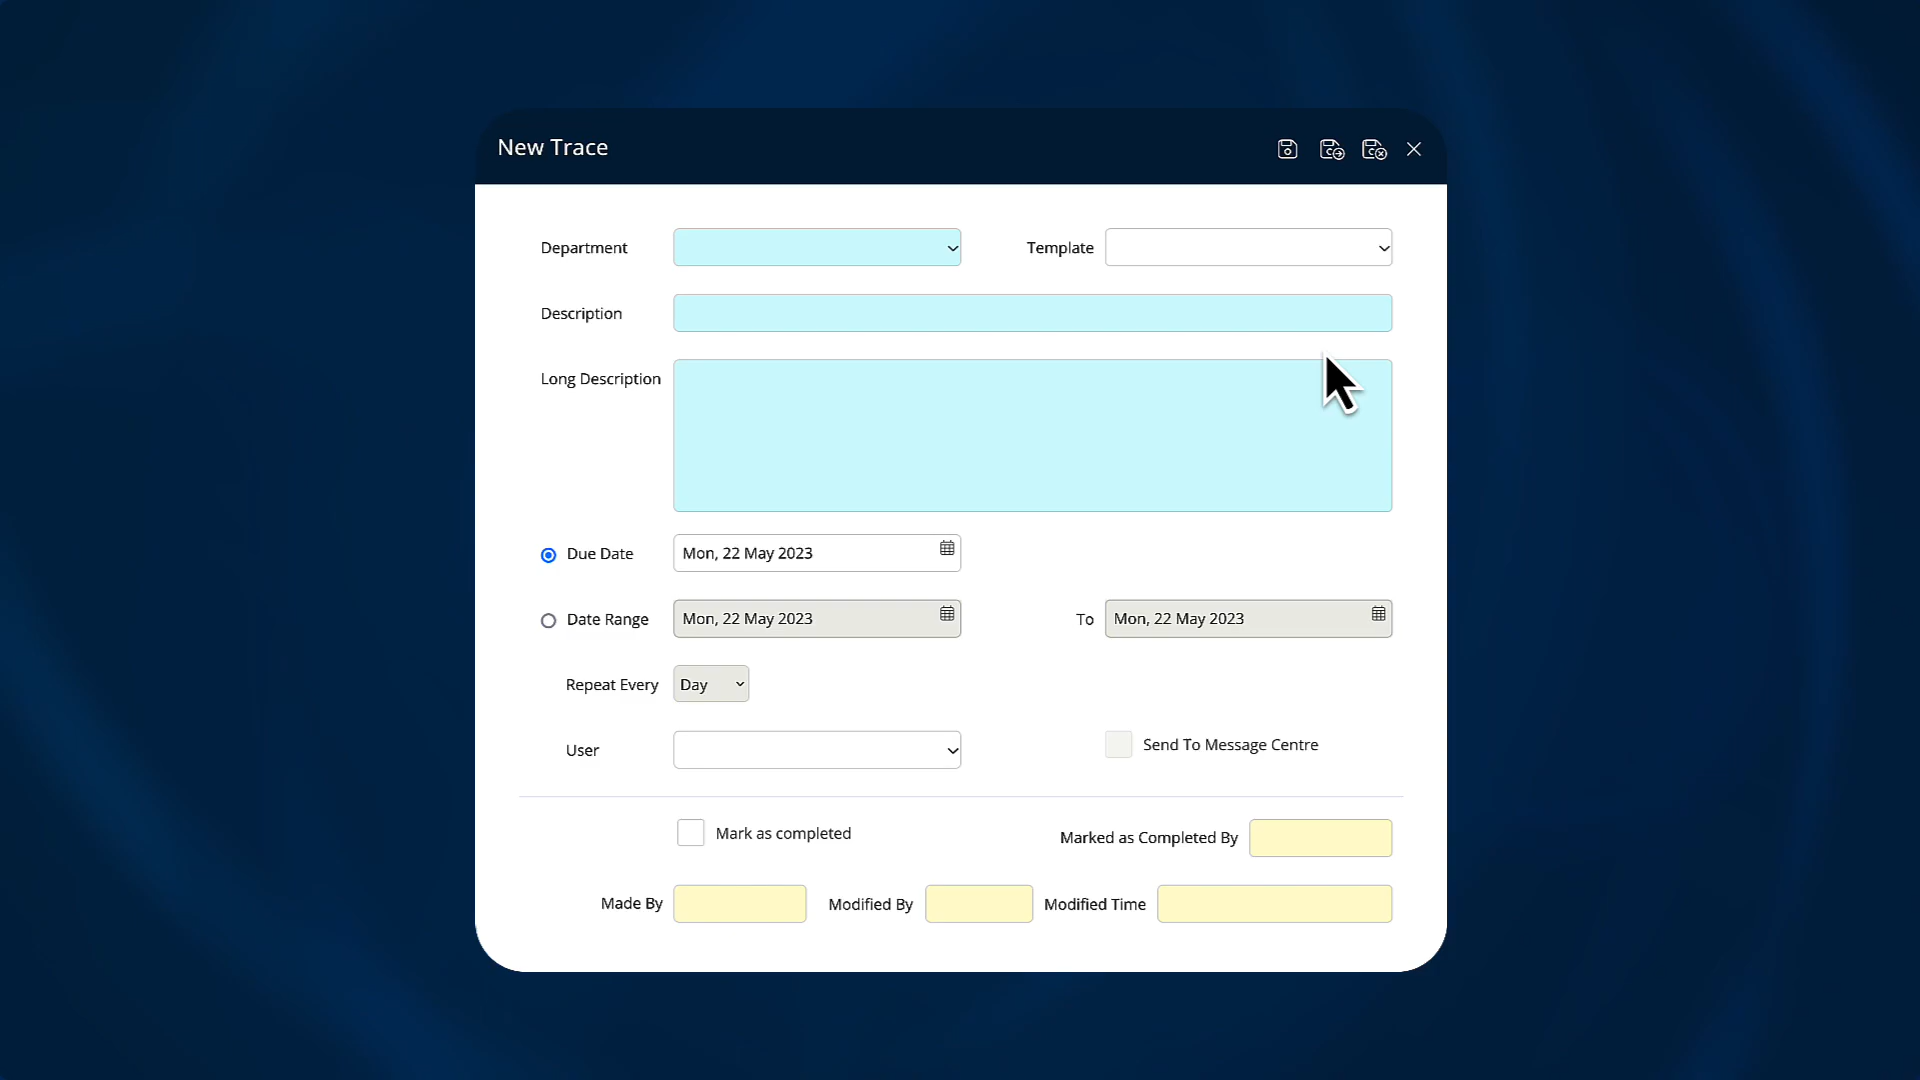 New Trace
Department
Template
Description
Long Description
Due Date Mon, 22 May 2023
Date Range Mon, 22 May 2023 To Mon, 22 May 2023
Repeat Every Day
User
Send To Message Centre
Mark as completed
Marked as Completed By
Made By
Modified By
Modified Time